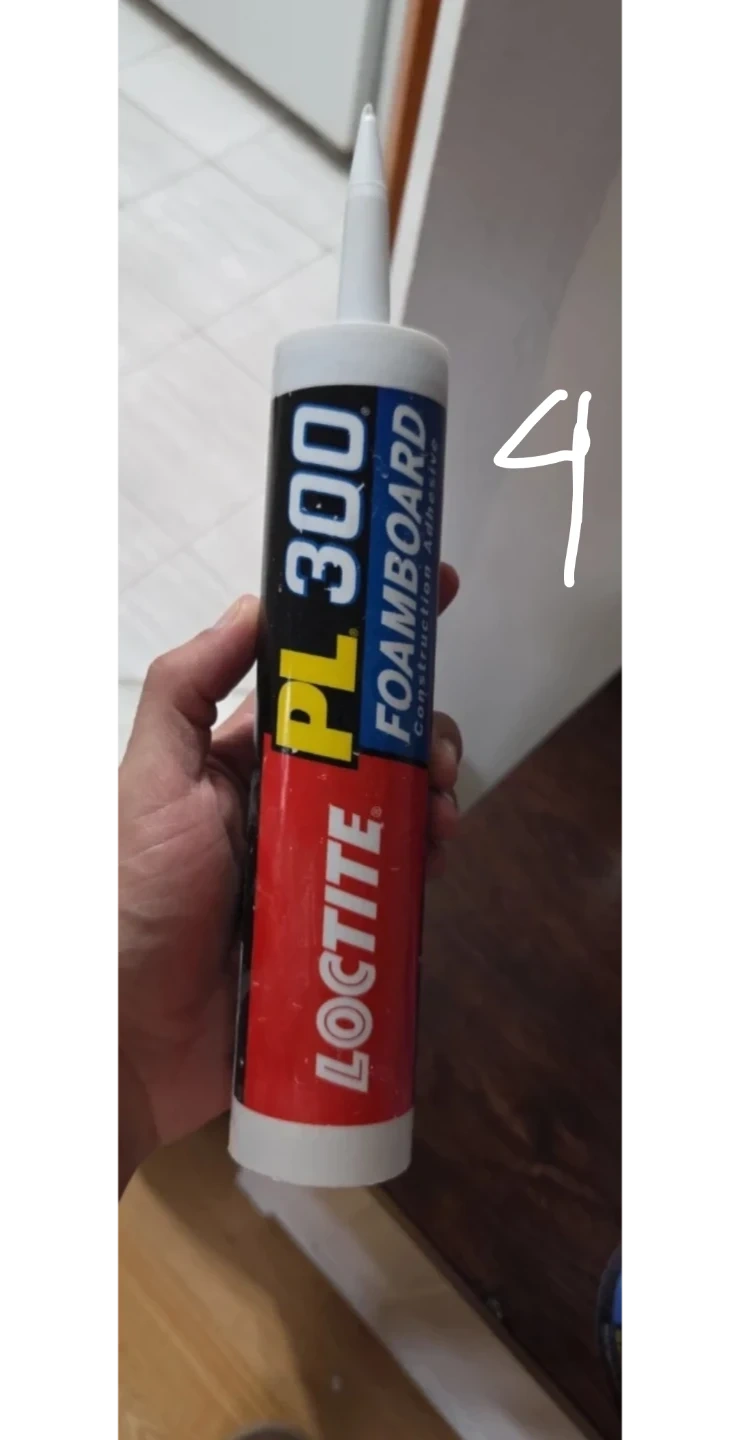 PL® 300®
FOAMBOARD
Construction Adhesive
LOCTITE®
4